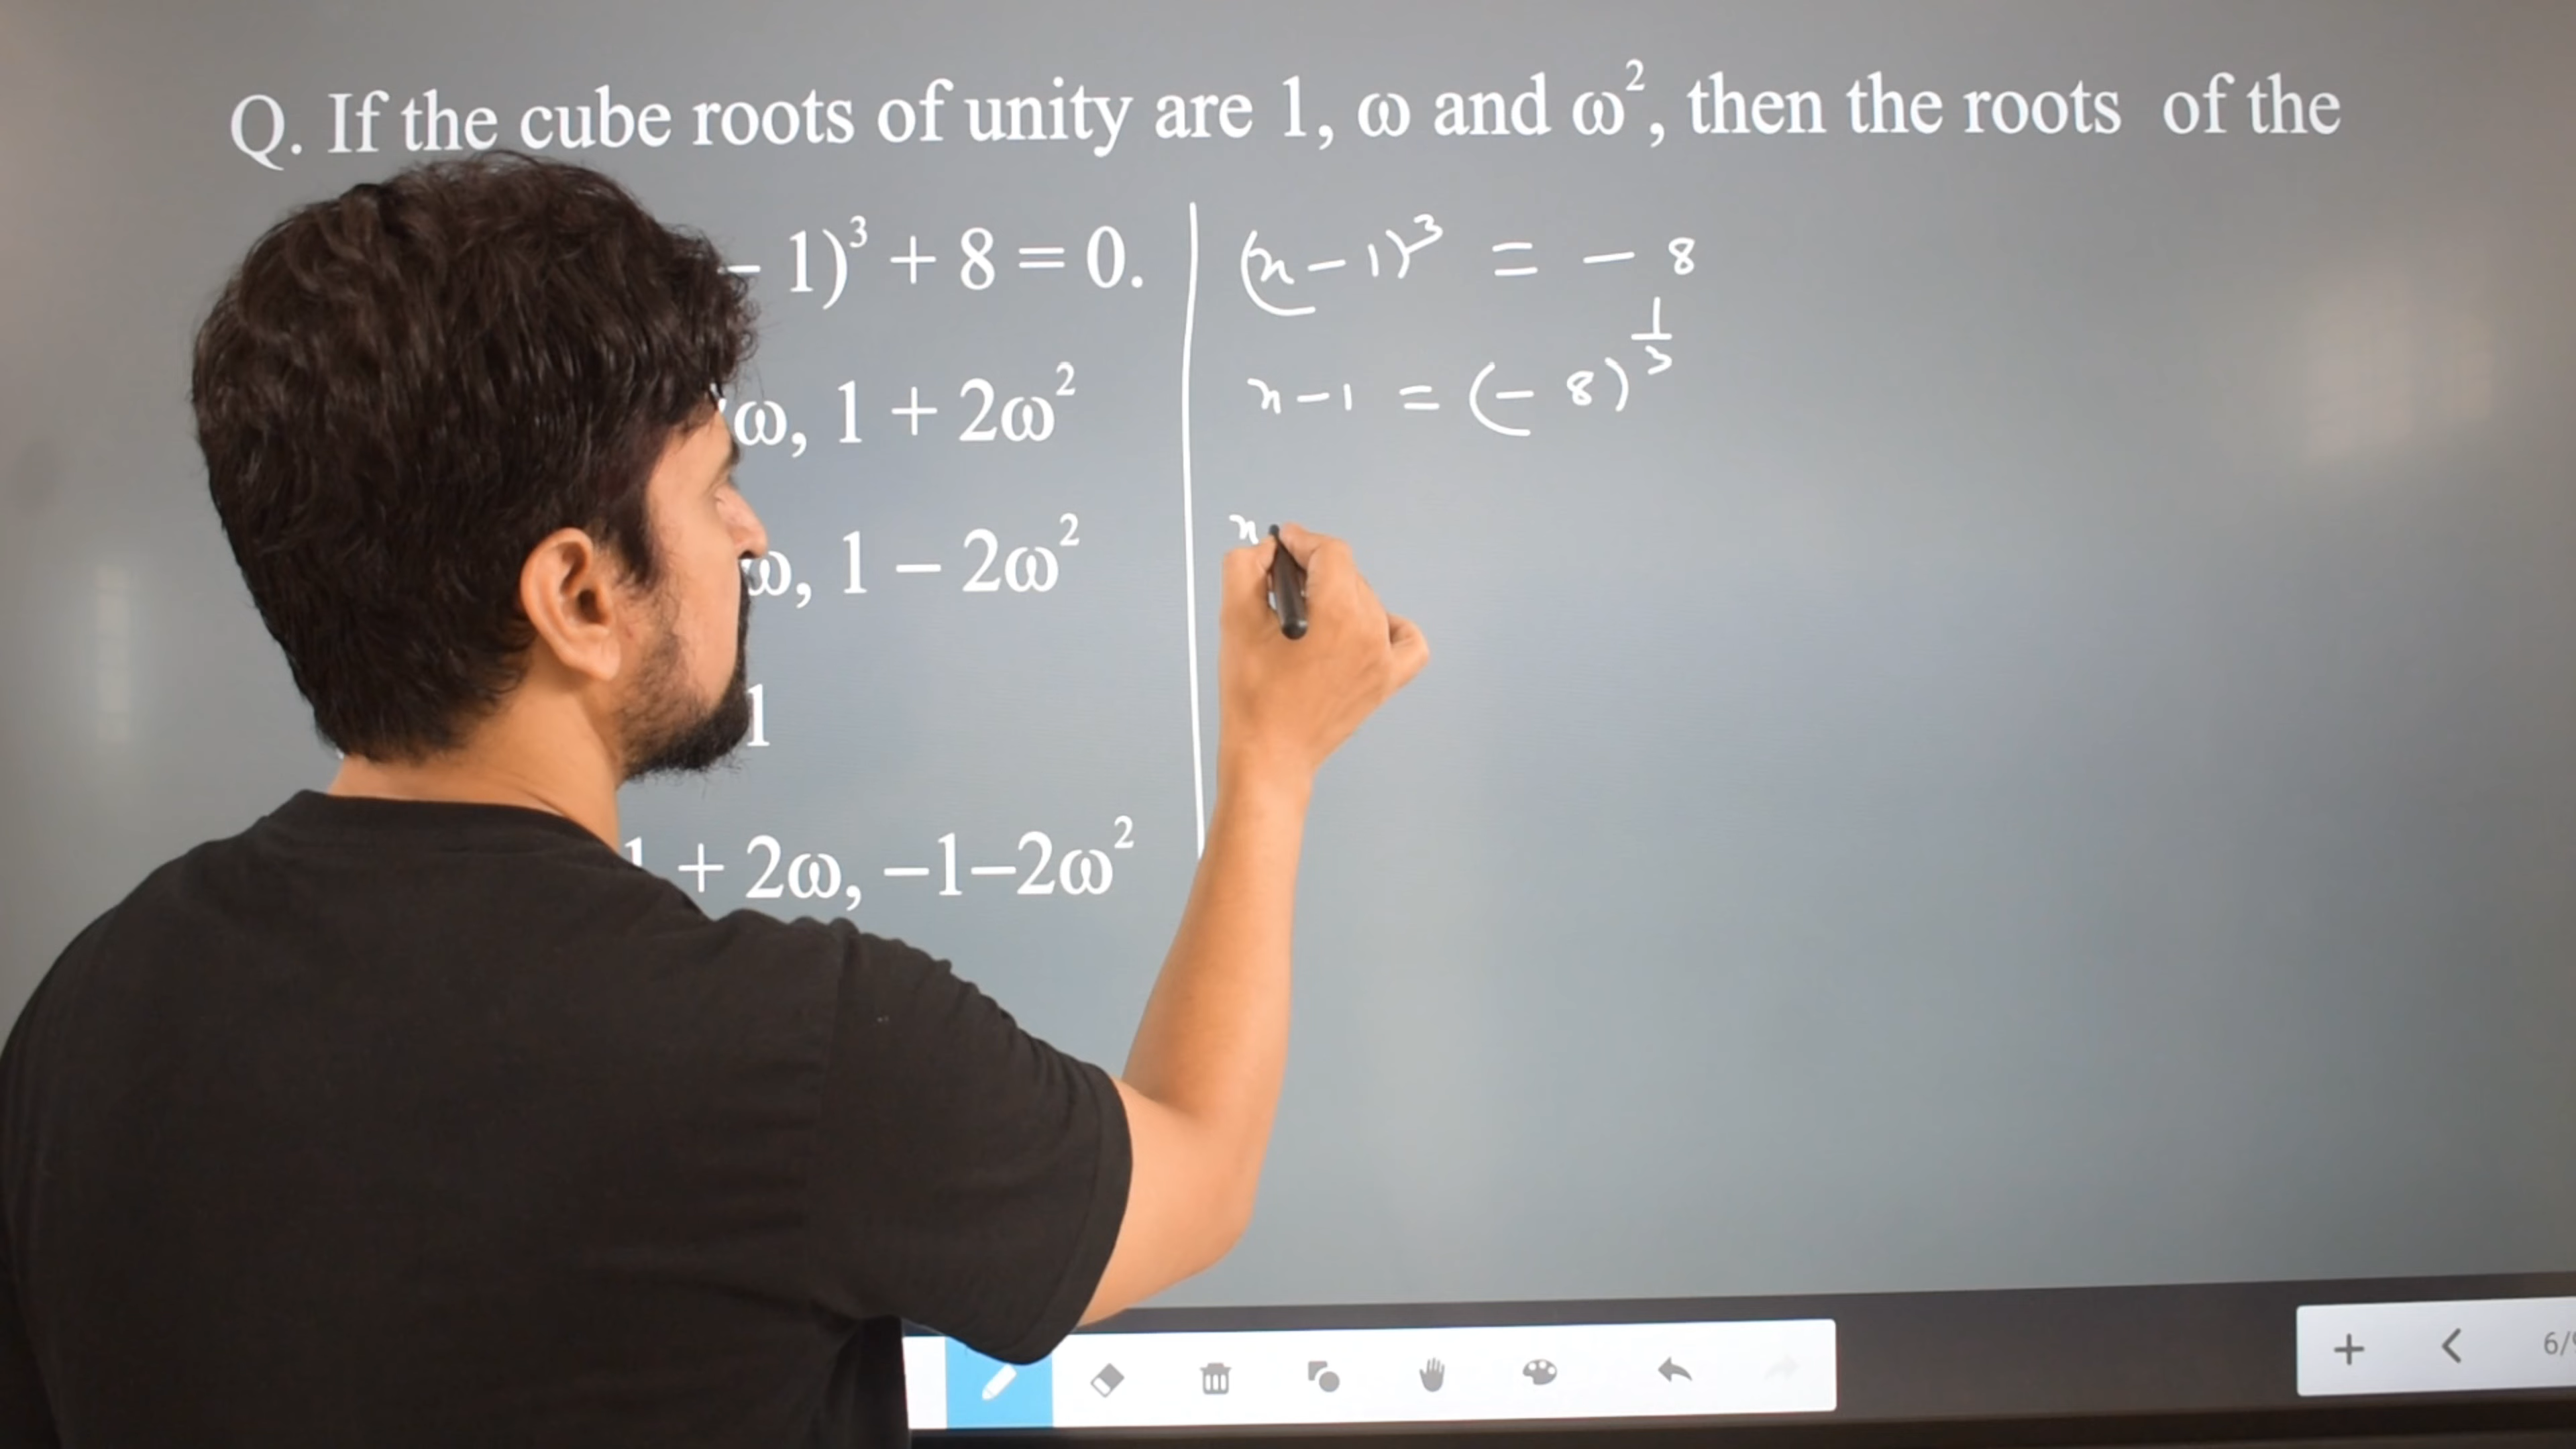 Q. If the cube roots of unity are 1, ω and ω², then the roots of the
– 1)³ + 8 = 0.
ω, 1 + 2ω²
ω, 1 – 2ω²
1
1 + 2ω, –1–2ω²
(x – 1)³ = – 8
x – 1 = (– 8)^(1/3)
x